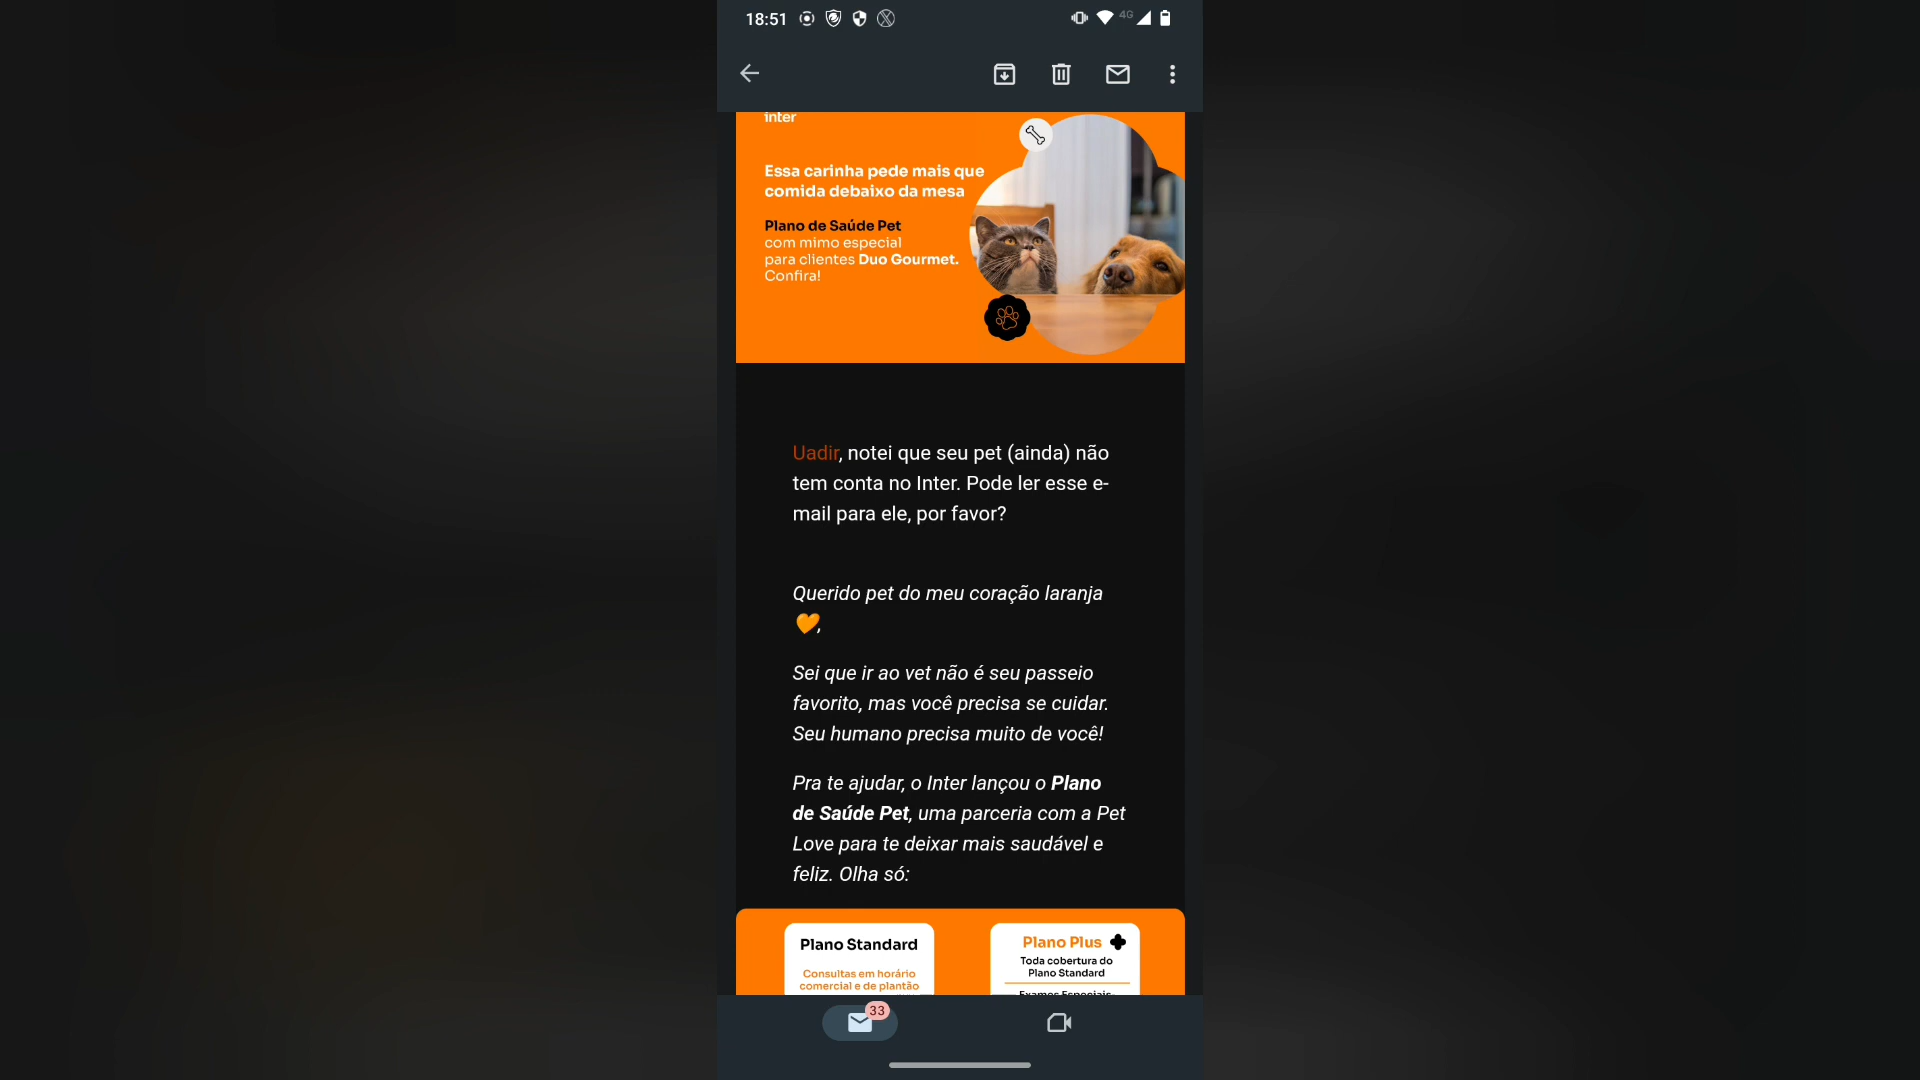 18:51
4G
inter
Essa carinha pede mais que
comida debaixo da mesa
Plano de Saúde Pet
com mimo especial
para clientes Duo Gourmet.
Confira!
Uadir, notei que seu pet (ainda) não
tem conta no Inter. Pode ler esse e-
mail para ele, por favor?
Querido pet do meu coração laranja
🧡,
Sei que ir ao vet não é seu passeio
favorito, mas você precisa se cuidar.
Seu humano precisa muito de você!
Pra te ajudar, o Inter lançou o Plano
de Saúde Pet, uma parceria com a Pet
Love para te deixar mais saudável e
feliz. Olha só:
Plano Standard
Consultas em horário
comercial e de plantão
Plano Plus
Toda cobertura do
Plano Standard
Exames Especiais
33